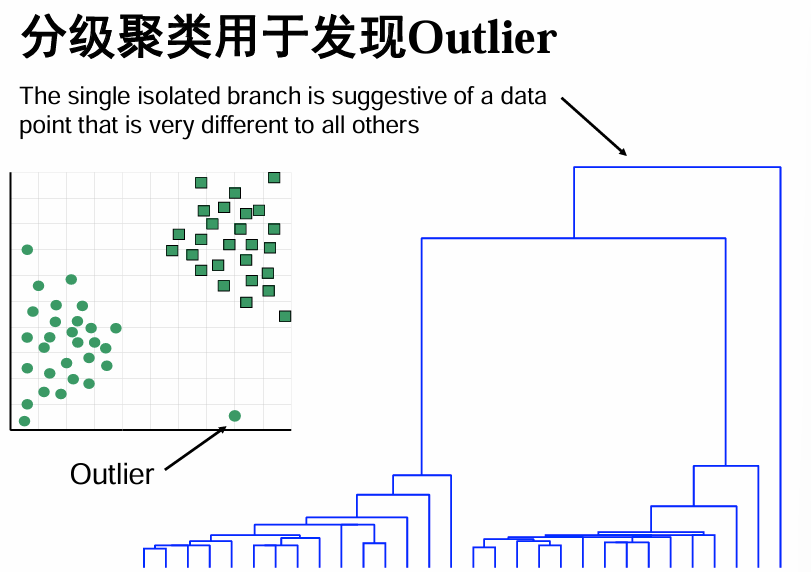 分级聚类用于发现Outlier
The single isolated branch is suggestive of a data
point that is very different to all others
Outlier